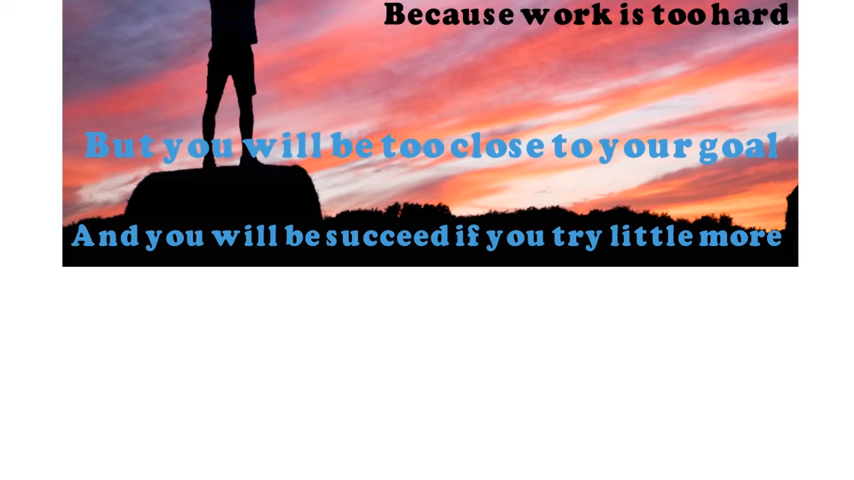 Because work is too hard
But you will be too close to your goal
And you will be succeed if you try little more